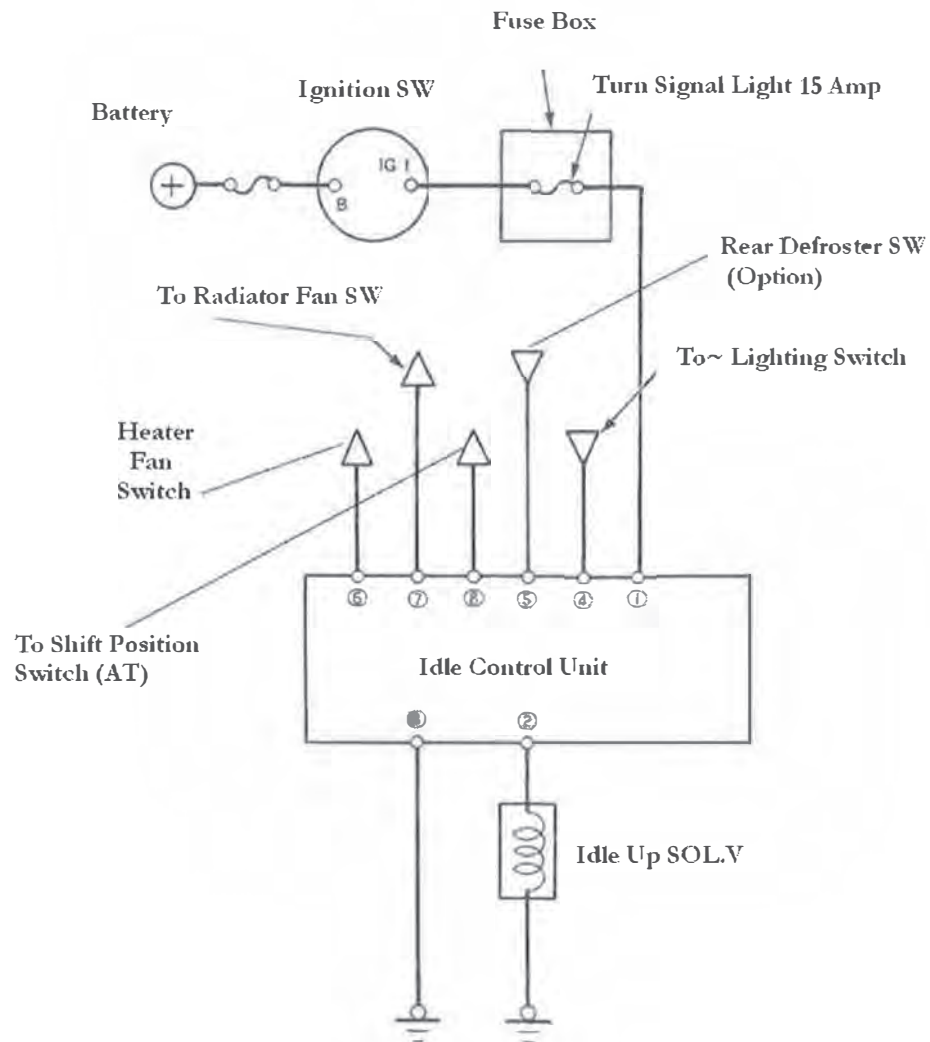 Fuse Box
Ignition SW
Turn Signal Light 15 Amp
Battery
IG 1
B
Rear Defroster SW
(Option)
To Radiator Fan SW
To~ Lighting Switch
Heater
Fan
Switch
⑥ ⑦ ⑧ ⑤ ④ ①
To Shift Position
Switch (AT)
Idle Control Unit
②
Idle Up SOL.V